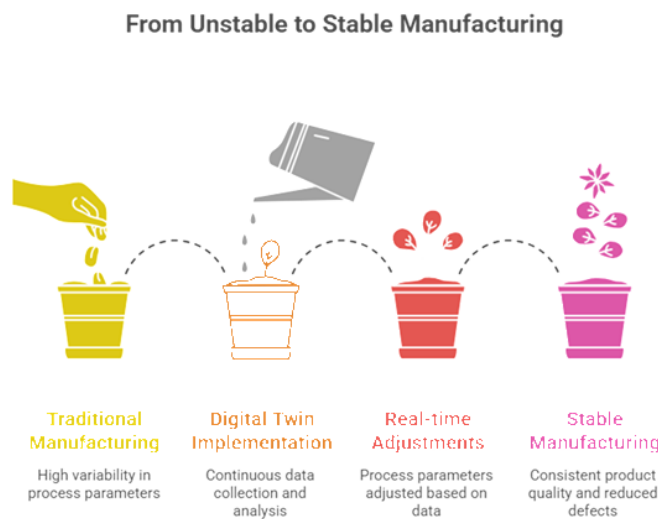 From Unstable to Stable Manufacturing
Traditional
Manufacturing
High variability in
process parameters
Digital Twin
Implementation
Continuous data
collection and
analysis
Real-time
Adjustments
Process parameters
adjusted based on
data
Stable
Manufacturing
Consistent product
quality and reduced
defects